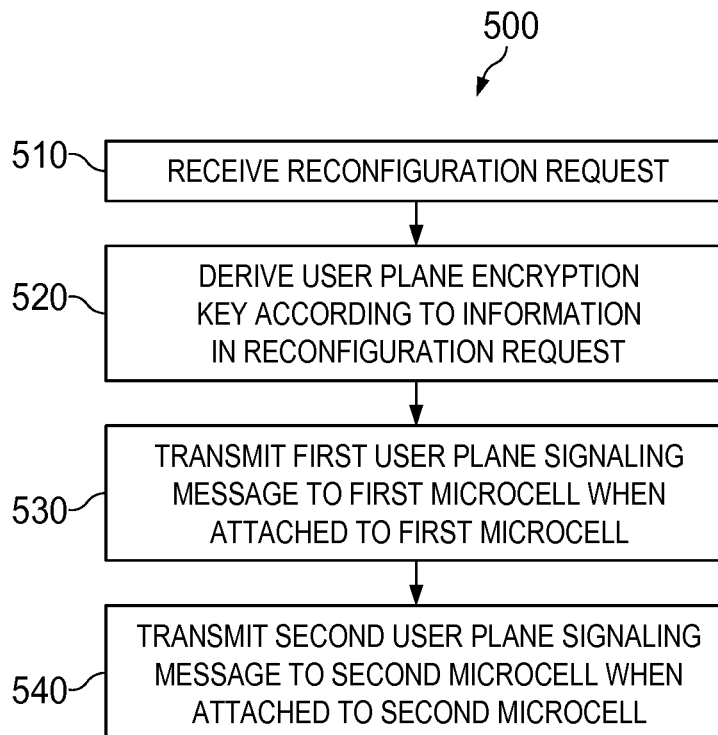 500
510
RECEIVE RECONFIGURATION REQUEST
520
DERIVE USER PLANE ENCRYPTION
KEY ACCORDING TO INFORMATION
IN RECONFIGURATION REQUEST
530
TRANSMIT FIRST USER PLANE SIGNALING
MESSAGE TO FIRST MICROCELL WHEN
ATTACHED TO FIRST MICROCELL
540
TRANSMIT SECOND USER PLANE SIGNALING
MESSAGE TO SECOND MICROCELL WHEN
ATTACHED TO SECOND MICROCELL